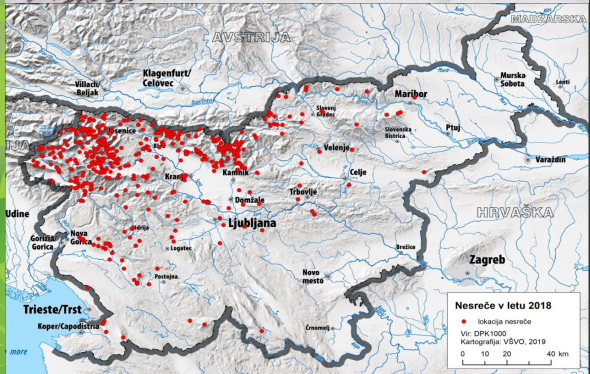 AVSTRIJA
MADŽARSKA
Klagenfurt/
Celovec
Villach/
Beljak
Murska
Sobota
Lenti
Maribor
Slovenj
Gradec
Jesenice
Ptuj
Velenje
Slovenska
Bistrica
Varaždin
Kranj
Kamnik
Celje
Domžale
Trbovlje
Udine
HRVAŠKA
Ljubljana
Idrija
Gorizia/
Gorica
Nova
Gorica
Logatec
Brežice
Zagreb
Postojna
Novo
mesto
Trieste/Trst
Koper/Capodistria
Črnomelj
more
Nesreče v letu 2018
lokacija nesreče
Vir: DPK1000
Kartografija: VŠVO, 2019
0 10 20 40 km